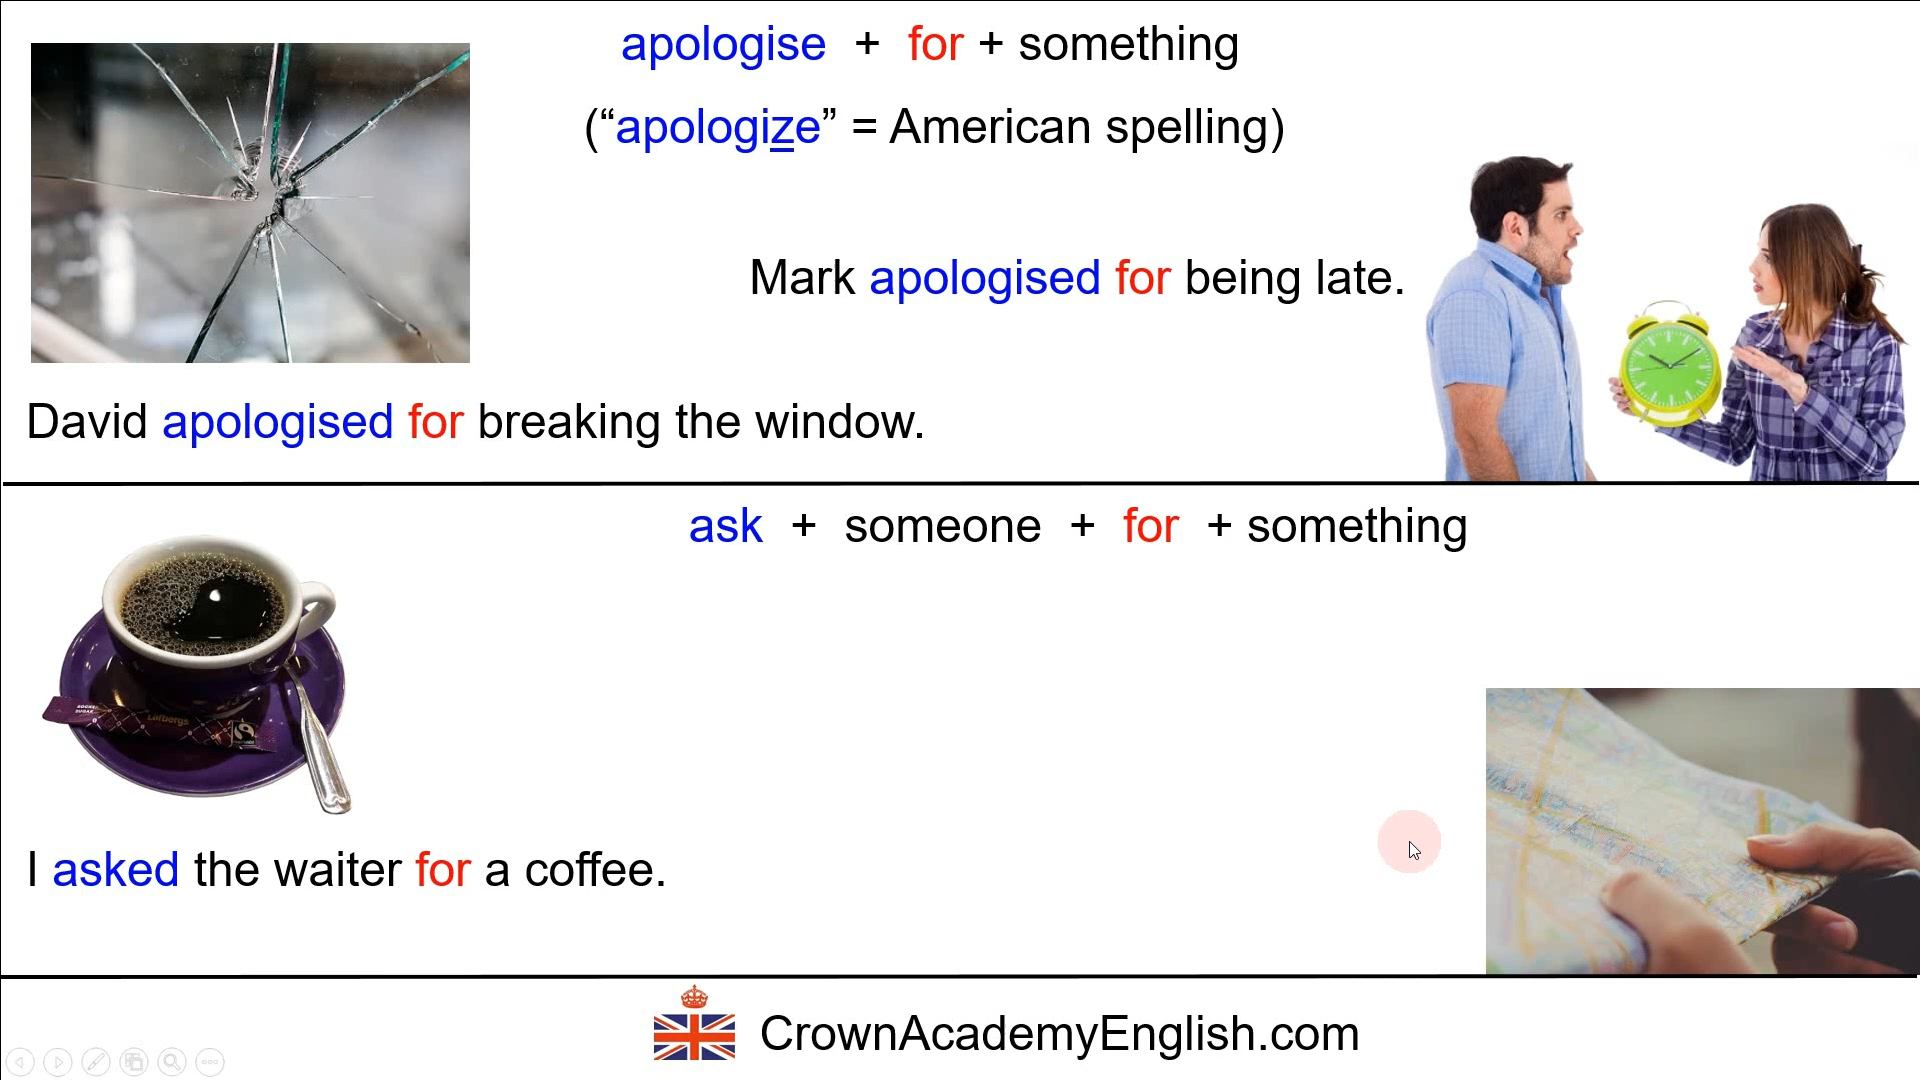 apologise + for + something
(“apologize” = American spelling)
Mark apologised for being late.
David apologised for breaking the window.
ask + someone + for + something
Löfbergs
I asked the waiter for a coffee.
CrownAcademyEnglish.com